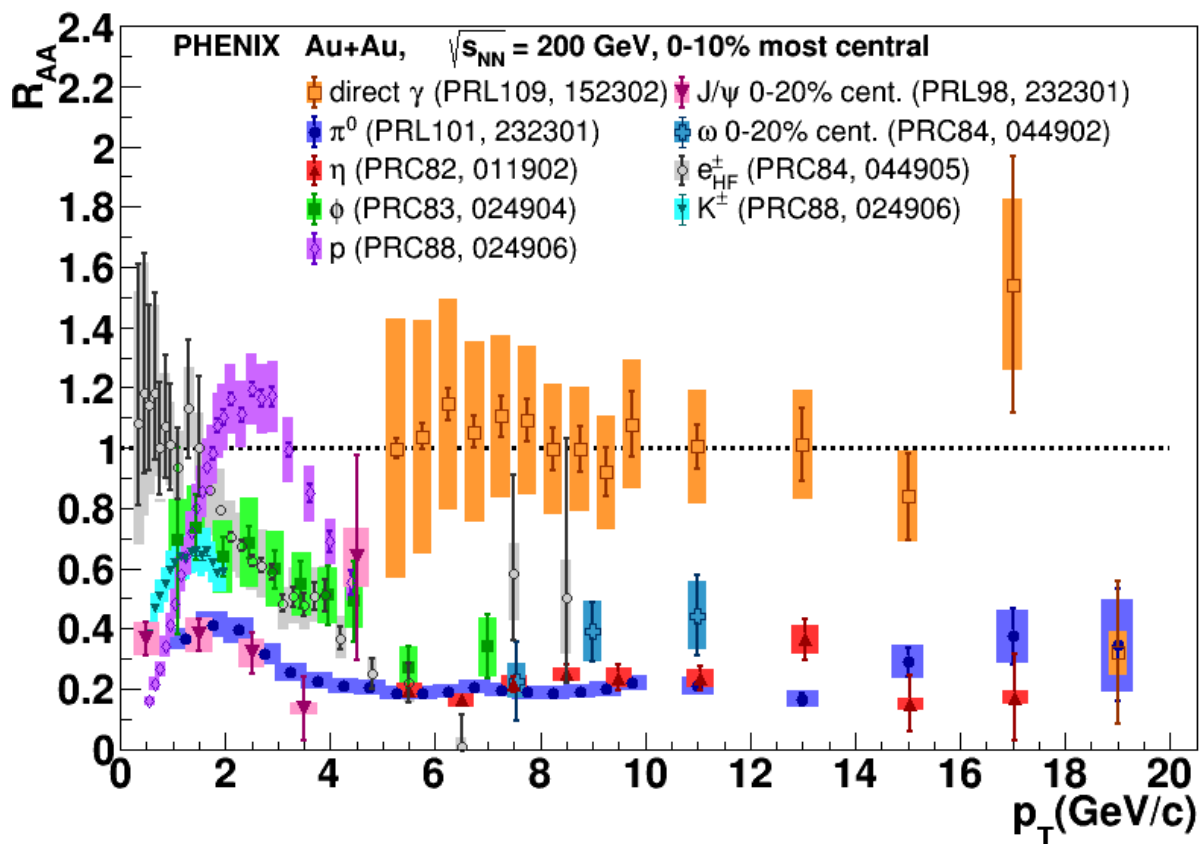 PHENIX Au+Au, √s_NN = 200 GeV, 0-10% most central
direct γ (PRL109, 152302)
π⁰ (PRL101, 232301)
η (PRC82, 011902)
ϕ (PRC83, 024904)
p (PRC88, 024906)
J/ψ 0-20% cent. (PRL98, 232301)
ω 0-20% cent. (PRC84, 044902)
e±HF (PRC84, 044905)
K± (PRC88, 024906)
R_AA
2.4
2.2
2
1.8
1.6
1.4
1.2
1
0.8
0.6
0.4
0.2
0
0 2 4 6 8 10 12 14 16 18 20
p_T(GeV/c)